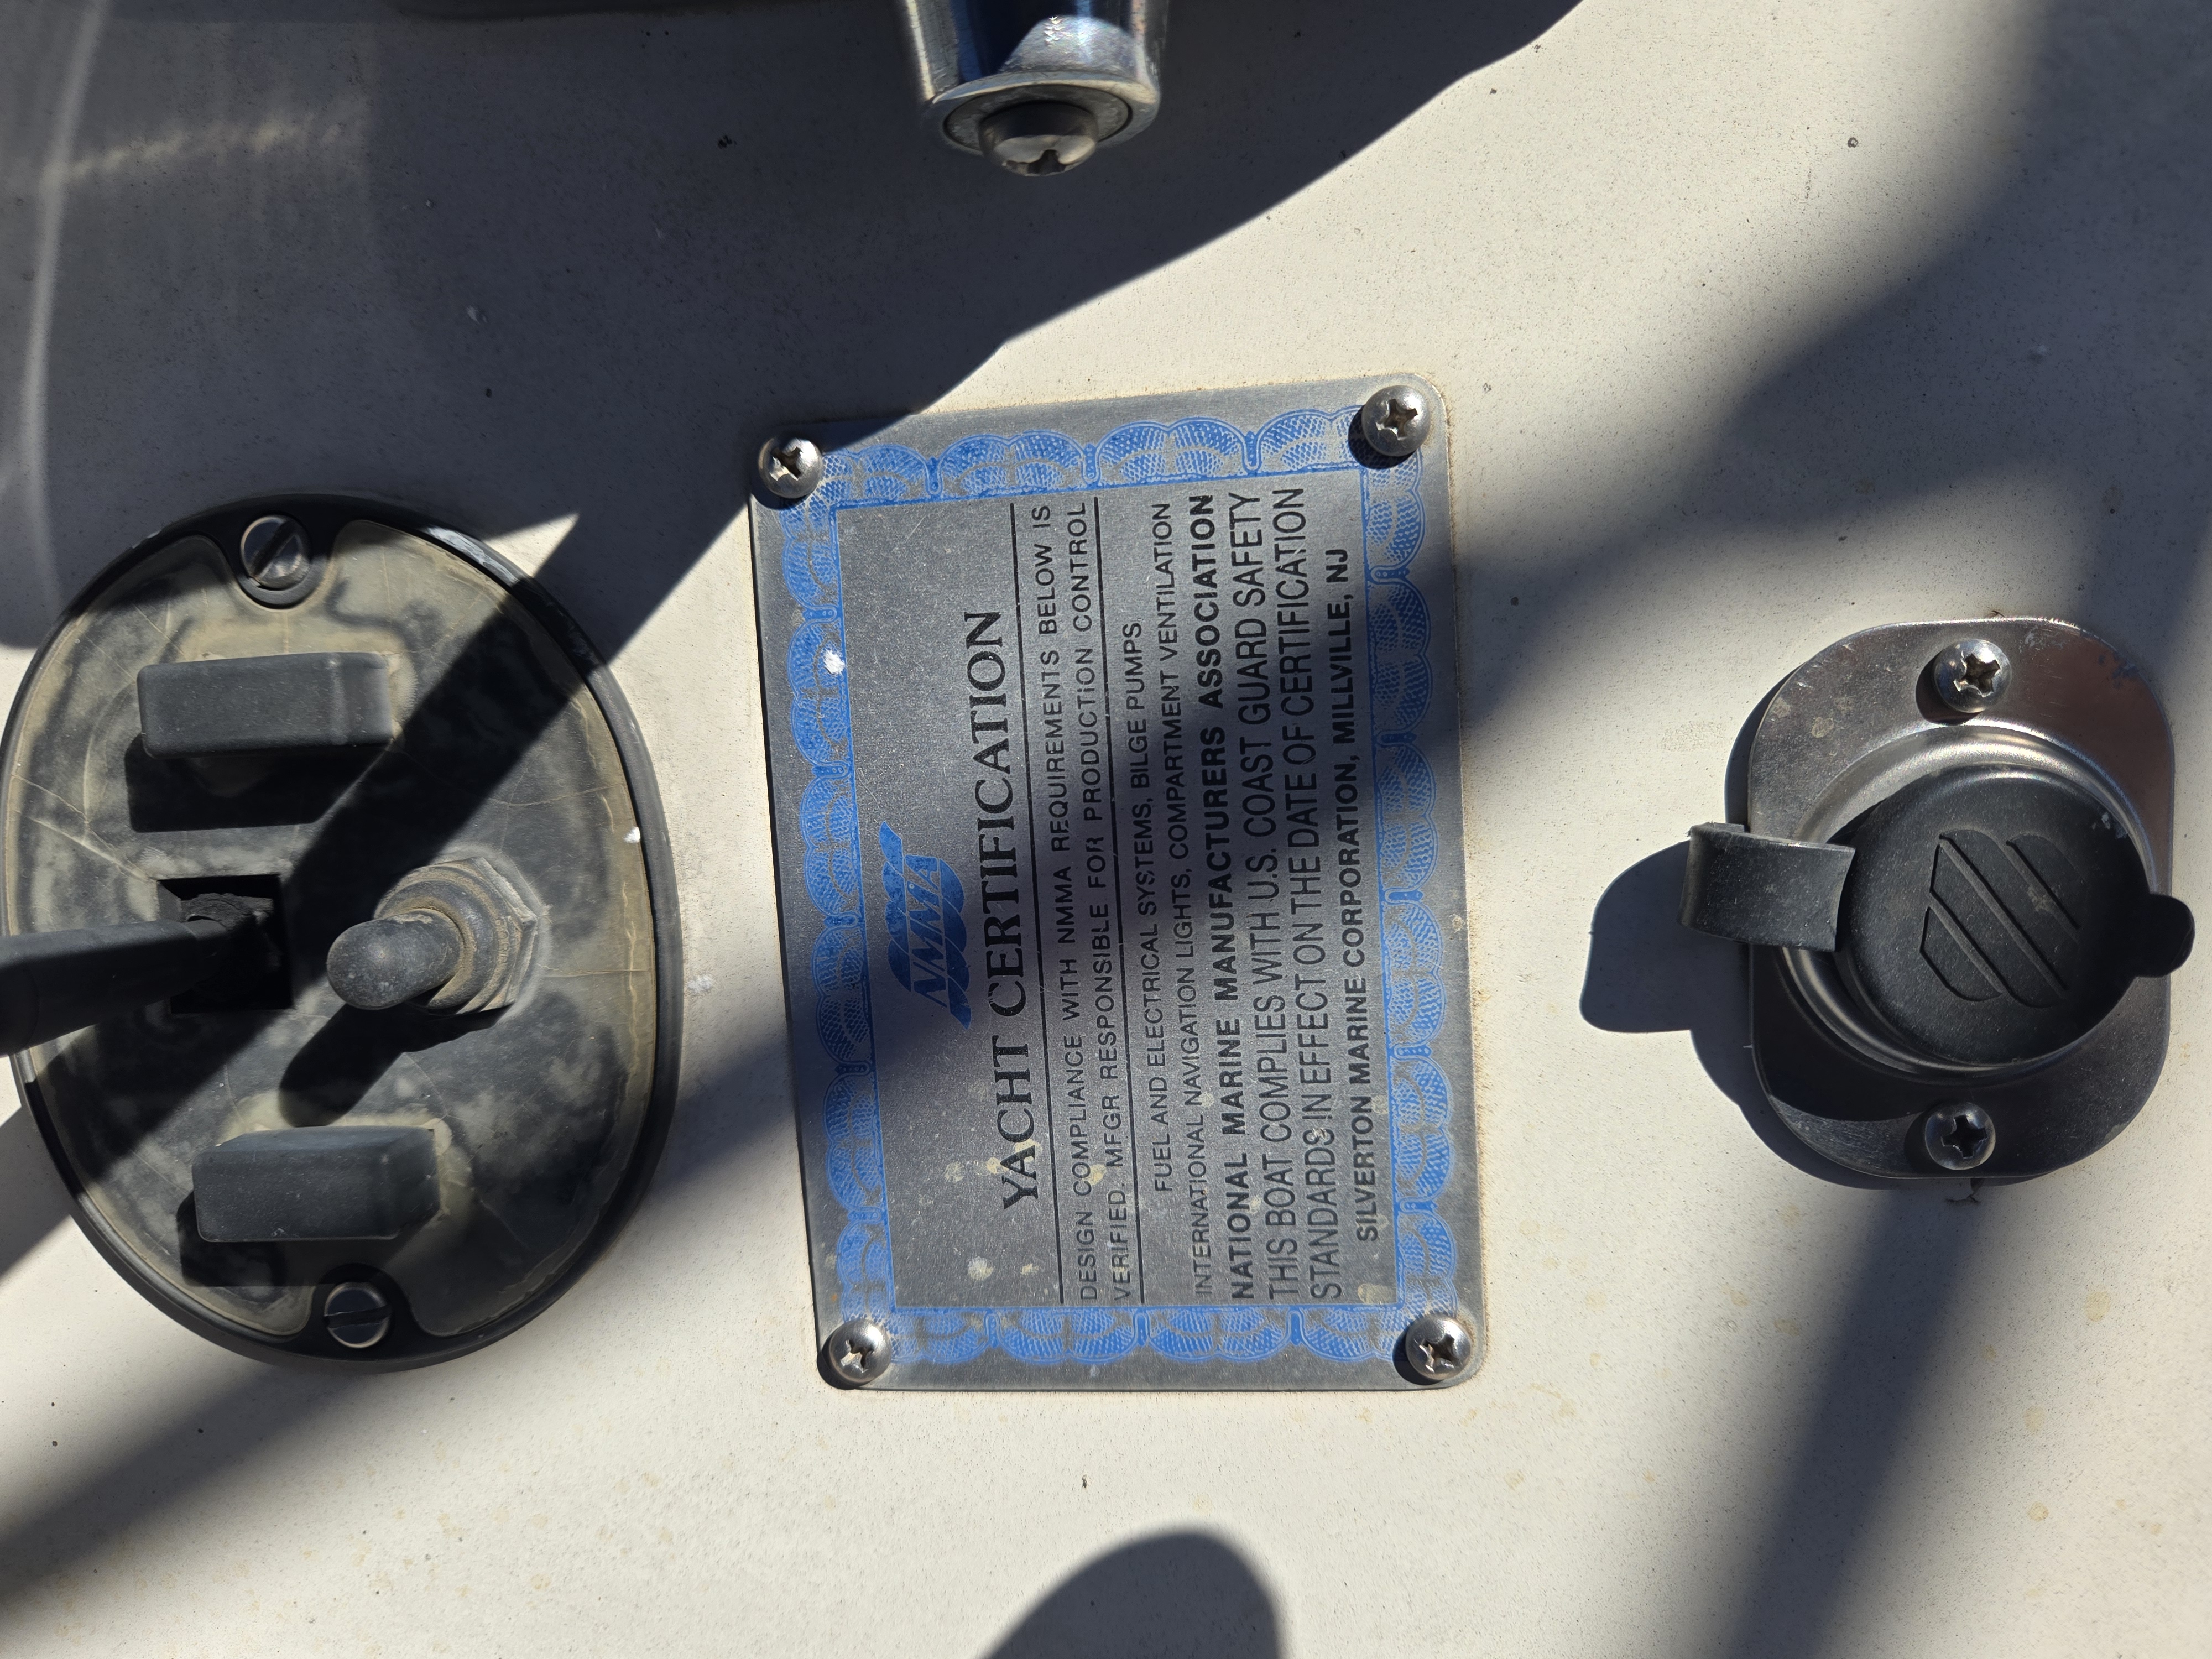 NMMA
YACHT CERTIFICATION
DESIGN COMPLIANCE WITH NMMA REQUIREMENTS BELOW IS
VERIFIED. MFGR RESPONSIBLE FOR PRODUCTION CONTROL
FUEL AND ELECTRICAL SYSTEMS, BILGE PUMPS
INTERNATIONAL NAVIGATION LIGHTS, COMPARTMENT VENTILATION
NATIONAL MARINE MANUFACTURERS ASSOCIATION
THIS BOAT COMPLIES WITH U.S. COAST GUARD SAFETY
STANDARDS IN EFFECT ON THE DATE OF CERTIFICATION
SILVERTON MARINE CORPORATION, MILLVILLE, NJ